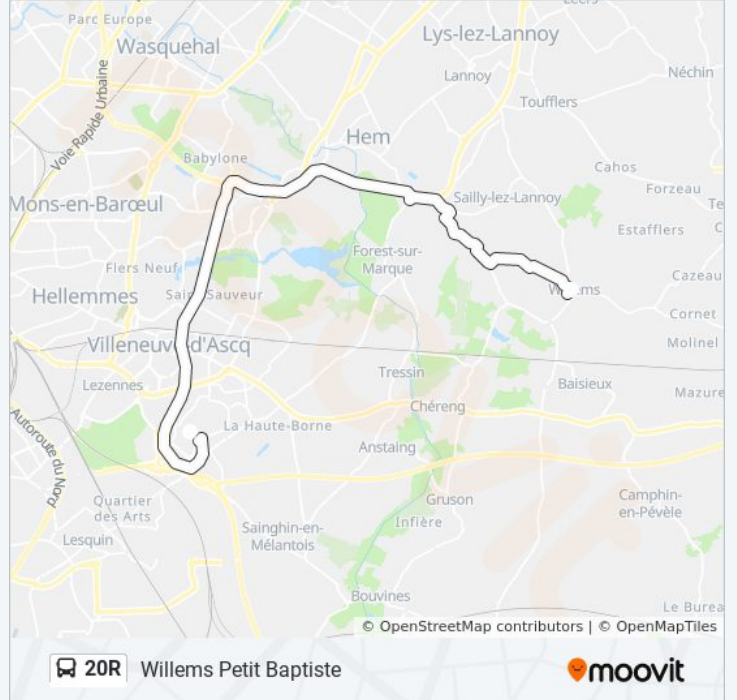 Leers
Parc Europe
Lys-lez-Lannoy
Wasquehal
Lannoy
Néchin
Voie Rapide Urbaine
Toufflers
Hem
Babylone
Cahos
Forzeau
Mons-en-Barœul
Sailly-lez-Lannoy
Te
Estafflers
C
Forest-sur-
Marque
Flers Neuf
Cazeau
Hellemmes
Sauveur
Cornet
Villeneuve d'Ascq
Molinel
Tressin
Lezennes
Baisieux
Mazure
Chéreng
La Haute-Borne
Autoroute du Nord
Anstaing
Quartier
des Arts
Gruson
Camphin-
en-Pévèle
Infière
Lesquin
Sainghin-en-
Mélantois
Bouvines
Le Burea
© OpenStreetMap contributors | © OpenMapTiles
20R Willems Petit Baptiste
moovit